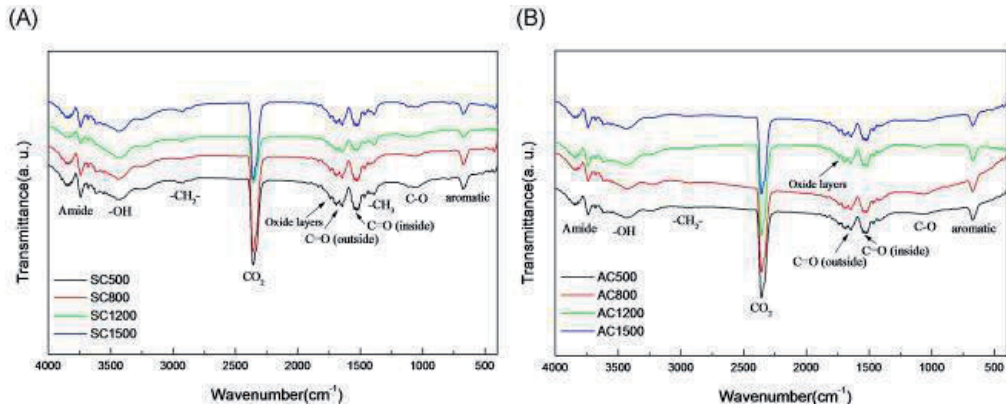 (A)
Transmittance(a. u.)
Amide
-OH
-CH2-
CO2
Oxide layers
C=O (outside)
C=O (inside)
-CH3
C-O
aromatic
SC500
SC800
SC1200
SC1500
4000 3500 3000 2500 2000 1500 1000 500
Wavenumber(cm⁻¹)
(B)
Transmittance(a. u.)
Amide
-OH
-CH2-
CO2
Oxide layers
C=O (outside)
C=O (inside)
C-O
aromatic
AC500
AC800
AC1200
AC1500
4000 3500 3000 2500 2000 1500 1000 500
Wavenumber(cm⁻¹)